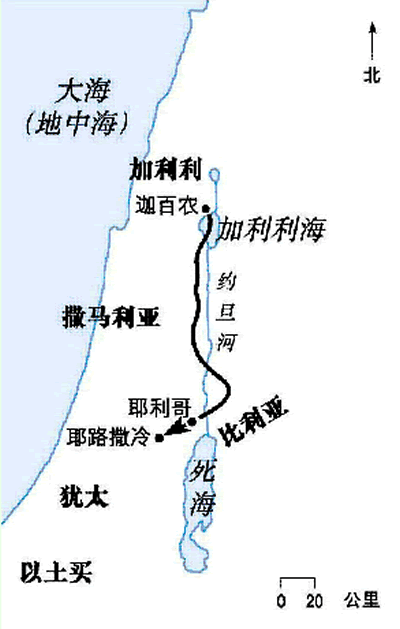 北
大海
(地中海)
加利利
迦百农
加利利海
约旦河
撒马利亚
耶利哥
比利亚
耶路撒冷
死海
犹太
以土买
0 20 公里